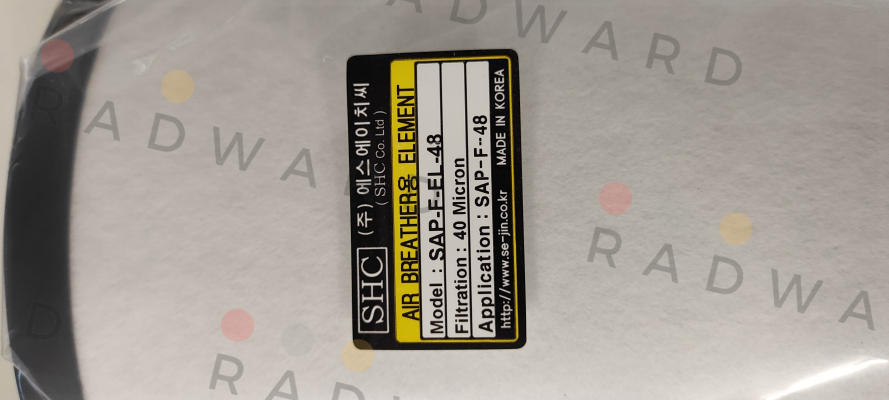 SHC (주) 에스에이치씨
( SHC Co. Ltd )
AIR BREATHER용 ELEMENT
Model : SAP-F-EL-48
Filtration : 40 Micron
Application : SAP-F-48
http://www.se-jin.co.kr MADE IN KOREA
RADWARD
RADWARD
RADWA
RAD